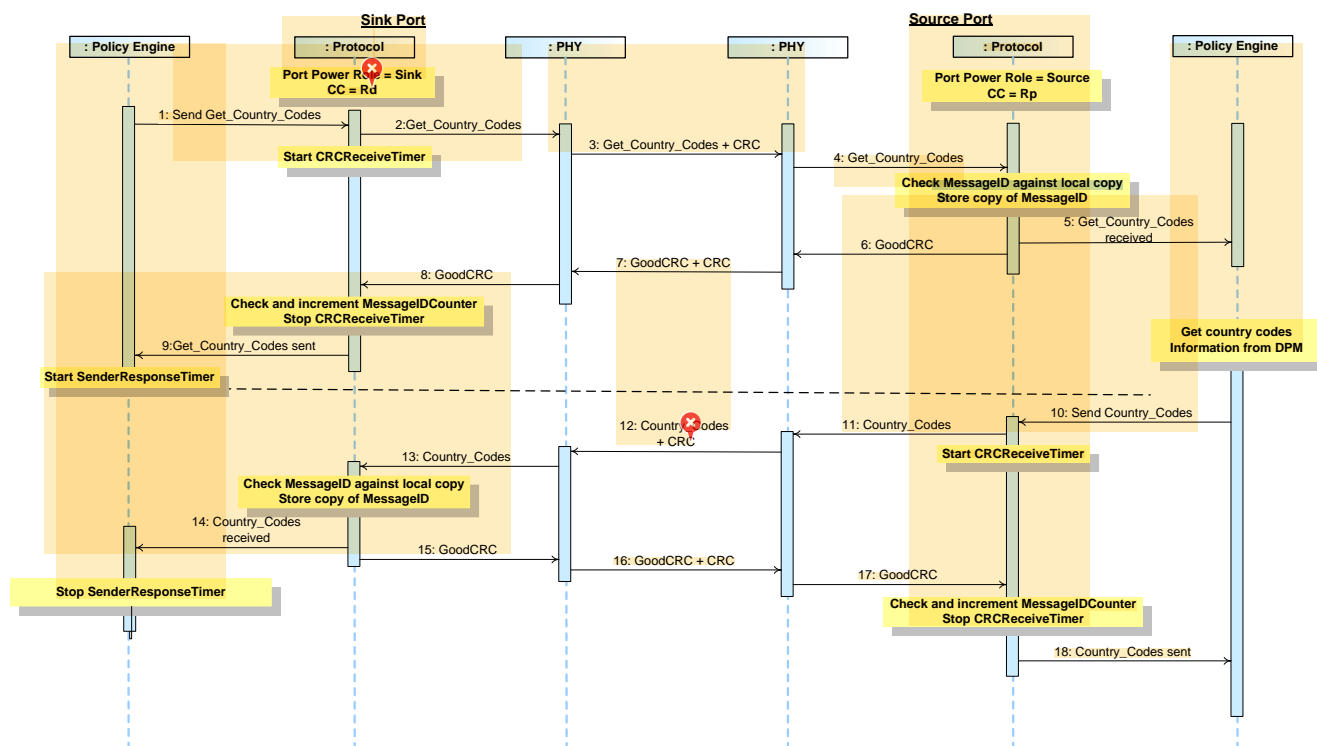 Sink Port
Source Port
: Policy Engine
: Protocol
: PHY
: PHY
: Protocol
: Policy Engine
Port Power Role = Sink
CC = Rd
Port Power Role = Source
CC = Rp
1: Send Get_Country_Codes
2:Get_Country_Codes
Start CRCReceiveTimer
3: Get_Country_Codes + CRC
4: Get_Country_Codes
Check MessageID against local copy
Store copy of MessageID
5: Get_Country_Codes
received
6: GoodCRC
7: GoodCRC + CRC
8: GoodCRC
Check and increment MessageIDCounter
Stop CRCReceiveTimer
9:Get_Country_Codes sent
Start SenderResponseTimer
Get country codes
Information from DPM
10: Send Country_Codes
11: Country_Codes
Start CRCReceiveTimer
12: Country_Codes
+ CRC
13: Country_Codes
Check MessageID against local copy
Store copy of MessageID
14: Country_Codes
received
15: GoodCRC
16: GoodCRC + CRC
17: GoodCRC
Stop SenderResponseTimer
Check and increment MessageIDCounter
Stop CRCReceiveTimer
18: Country_Codes sent